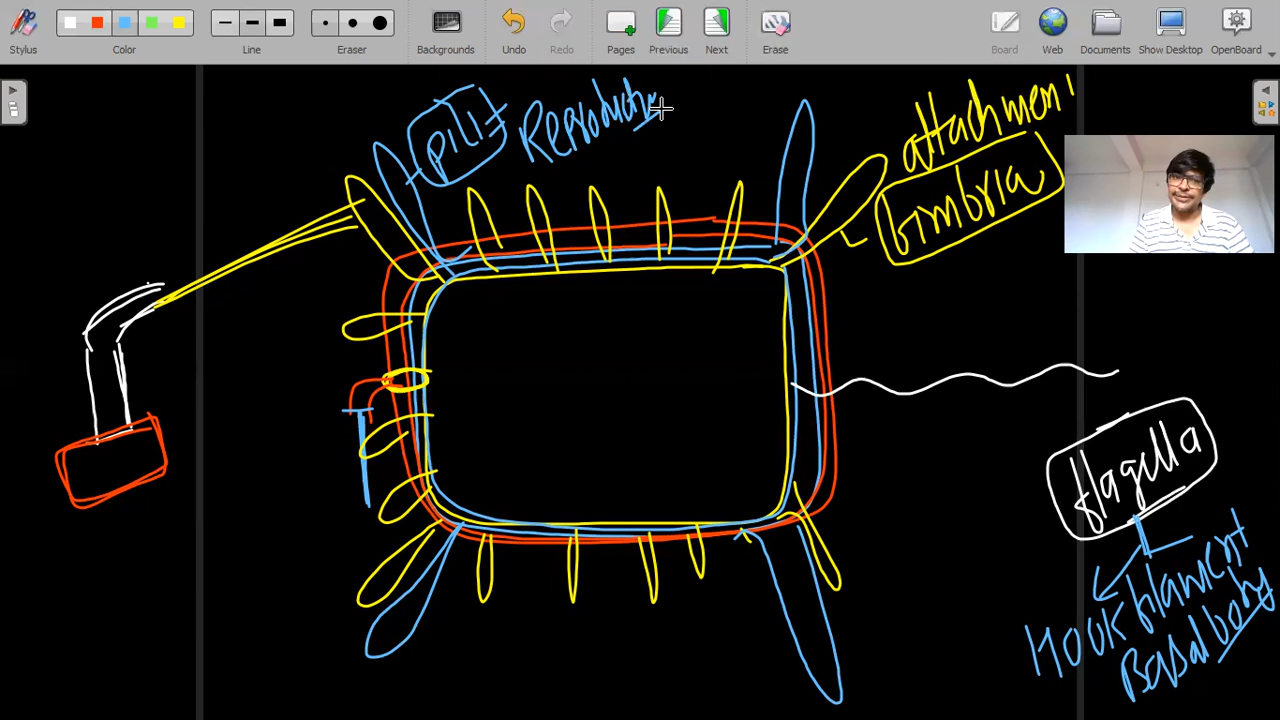 Stylus
Color
Line
Eraser
Backgrounds
Undo
Redo
Pages
Previous
Next
Erase
Board
Web
Documents
Show Desktop
OpenBoard
Pili
Reproductiv
attachment
fimbria
flagella
Hook filament
Basal body